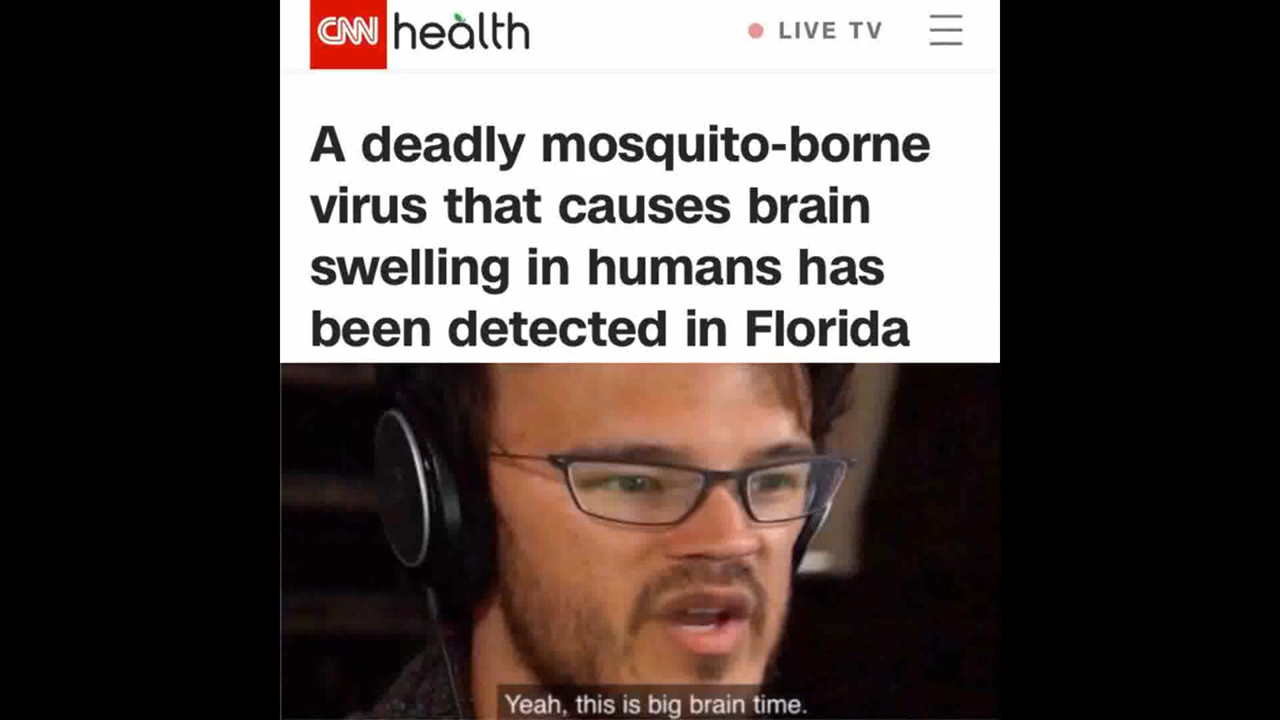 CNN health
LIVE TV
A deadly mosquito-borne
virus that causes brain
swelling in humans has
been detected in Florida
Yeah, this is big brain time.